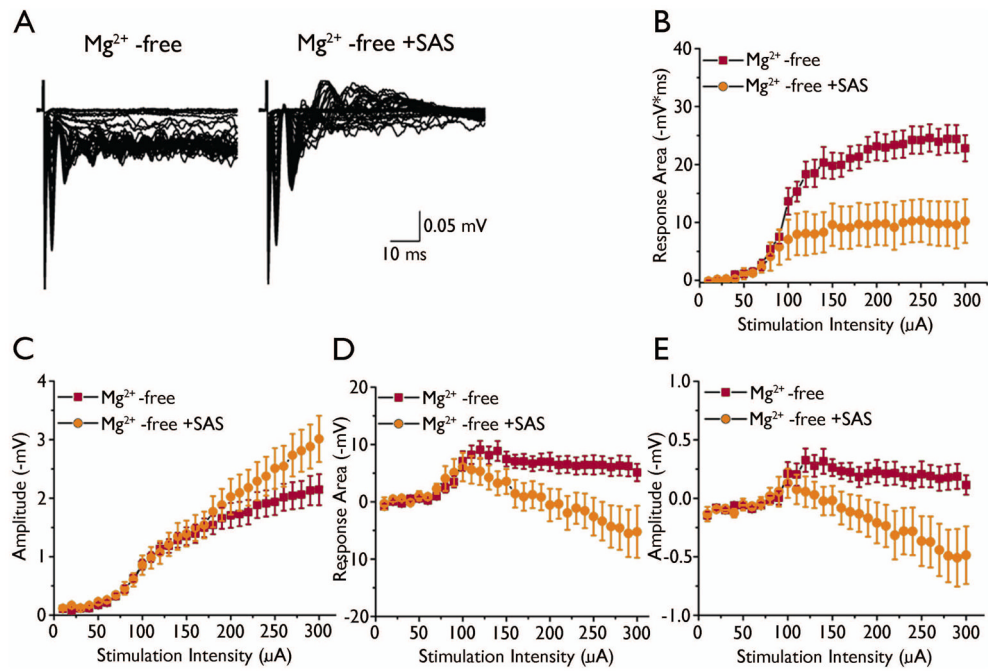 A
Mg²⁺ -free
Mg²⁺ -free +SAS
0.05 mV
10 ms
B
Response Area (-mV*ms)
40
30
20
10
0
Mg²⁺ -free
Mg²⁺ -free +SAS
0 50 100 150 200 250 300
Stimulation Intensity (µA)
C
Amplitude (-mV)
4
3
2
1
0
Mg²⁺ -free
Mg²⁺ -free +SAS
0 50 100 150 200 250 300
Stimulation Intensity (µA)
D
Response Area (-mV)
20
10
0
-10
-20
Mg²⁺ -free
Mg²⁺ -free +SAS
0 50 100 150 200 250 300
Stimulation Intensity (µA)
E
Amplitude (-mV)
1.0
0.5
0.0
-0.5
-1.0
Mg²⁺ -free
Mg²⁺ -free +SAS
0 50 100 150 200 250 300
Stimulation Intensity (µA)